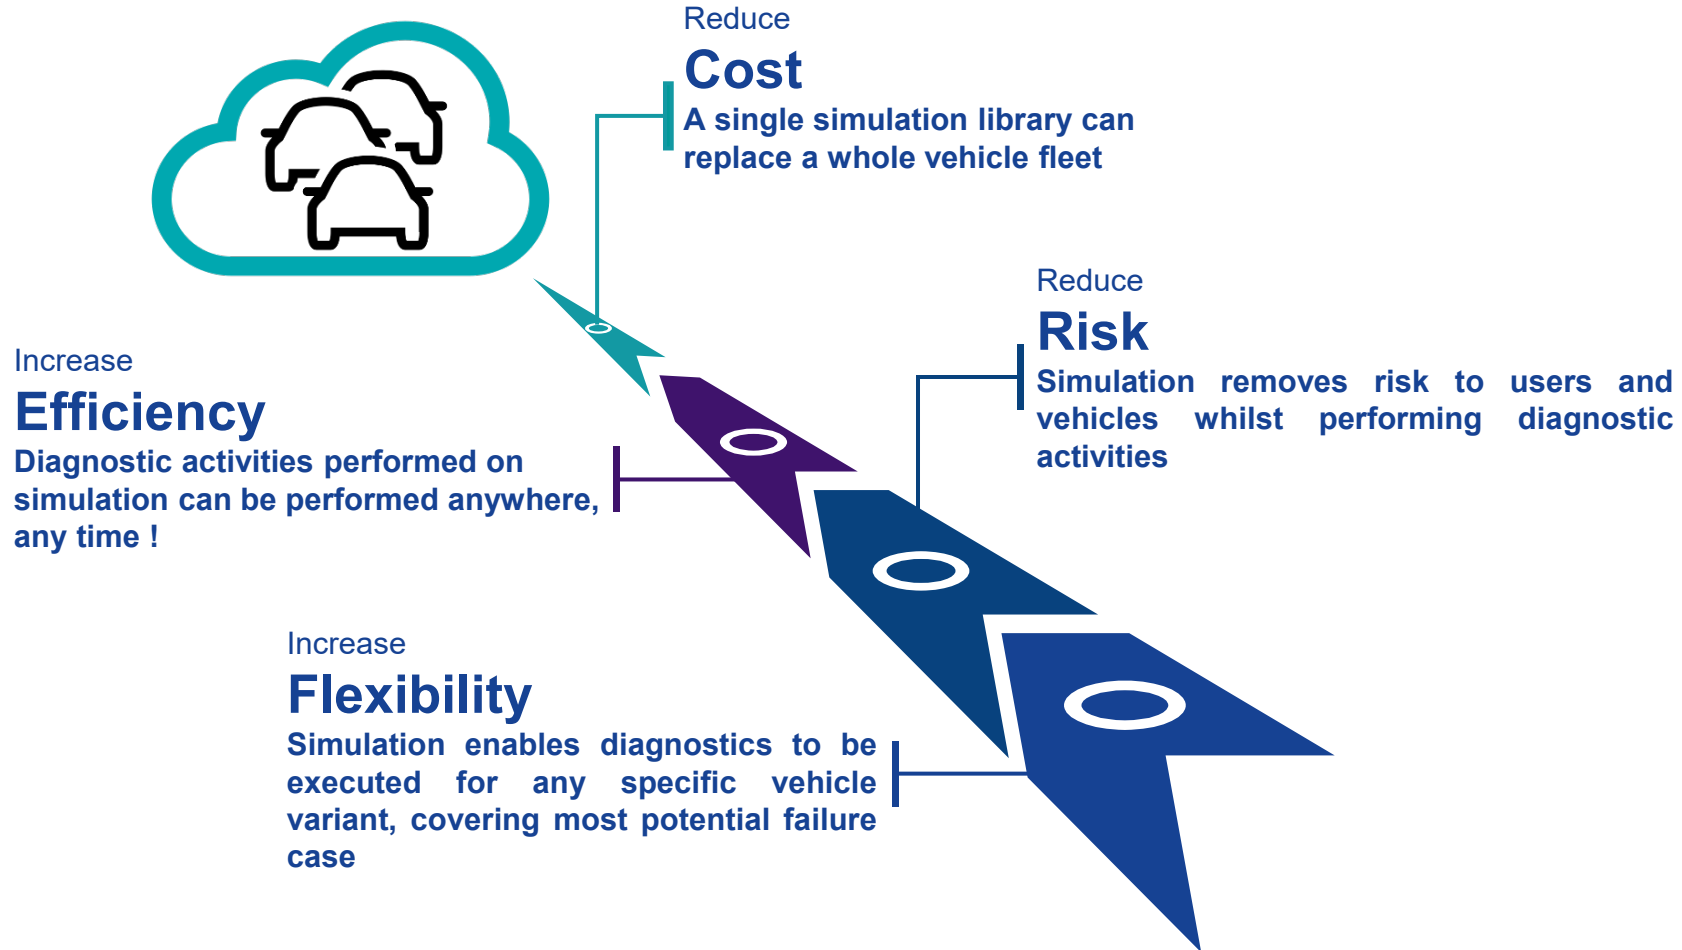 Reduce
Cost
A single simulation library can
replace a whole vehicle fleet
Reduce
Risk
Simulation removes risk to users and
vehicles whilst performing diagnostic
activities
Increase
Efficiency
Diagnostic activities performed on
simulation can be performed anywhere,
any time !
Increase
Flexibility
Simulation enables diagnostics to be
executed for any specific vehicle
variant, covering most potential failure
case